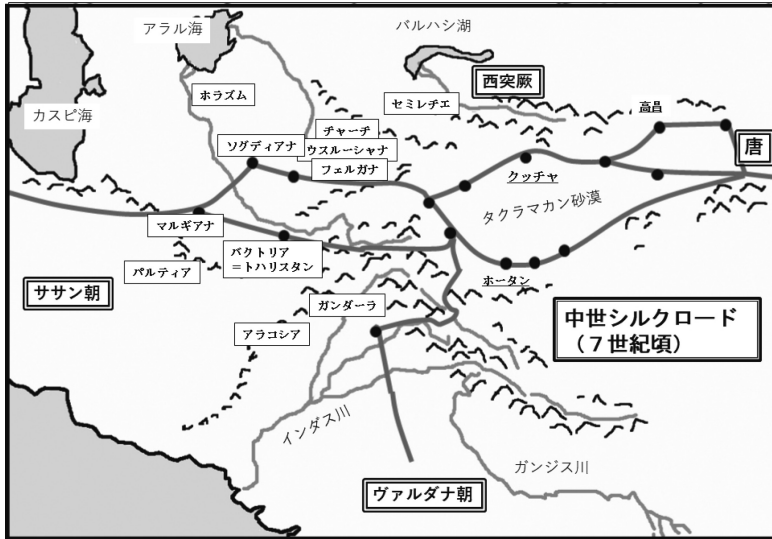 アラル海
バルハシ湖
西突厥
ホラズム
セミレチエ
高昌
カスピ海
チャーチ
ソグディアナ
ウスルーシャナ
唐
フェルガナ
クッチャ
タクラマカン砂漠
マルギアナ
バクトリア
=トハリスタン
パルティア
ホータン
ササン朝
ガンダーラ
中世シルクロード
(7世紀頃)
アラコシア
インダス川
ガンジス川
ヴァルダナ朝